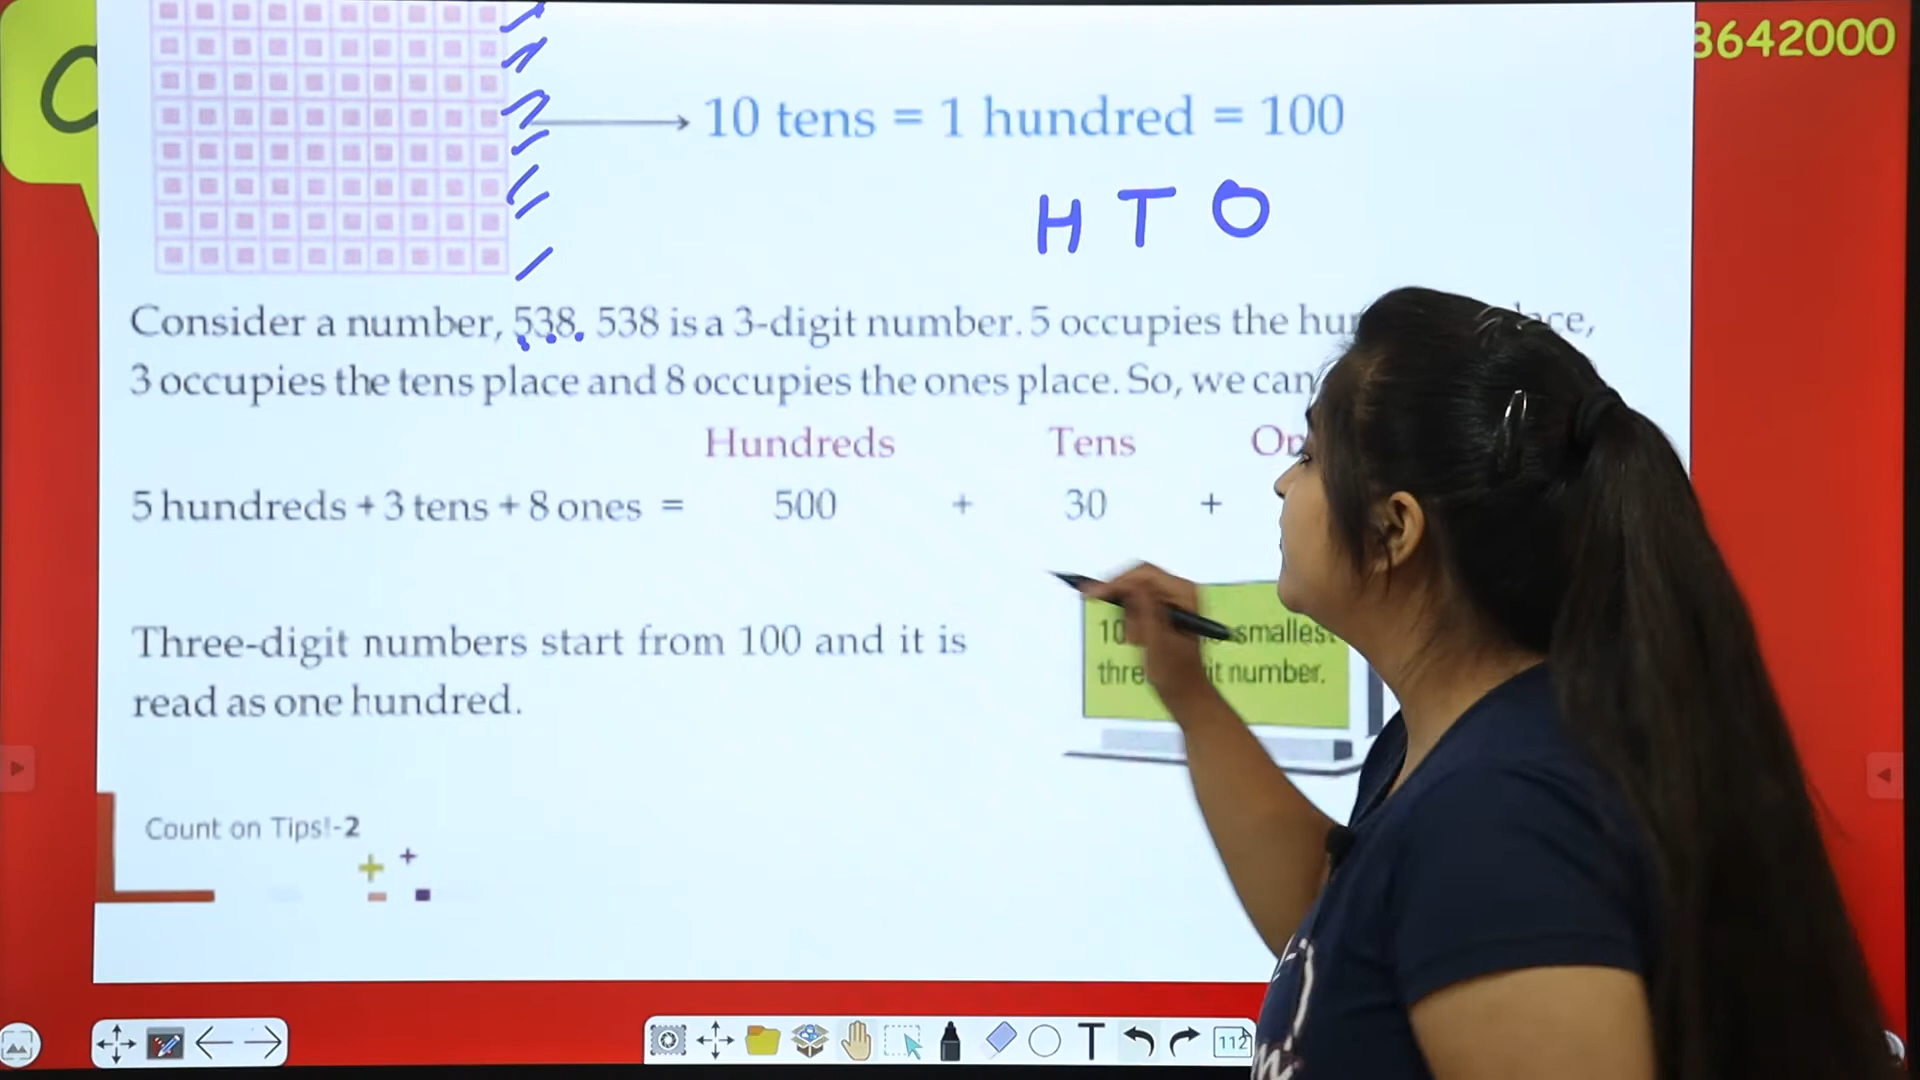 3642000
10 tens = 1 hundred = 100
H T O
Consider a number, 538. 538 is a 3-digit number. 5 occupies the
3 occupies the tens place and 8 occupies the ones place. So, we can
Hundreds Tens
5 hundreds + 3 tens + 8 ones = 500 + 30 +
Three-digit numbers start from 100 and it is
read as one hundred.
smallest
number.
Count on Tips!-2
T
112